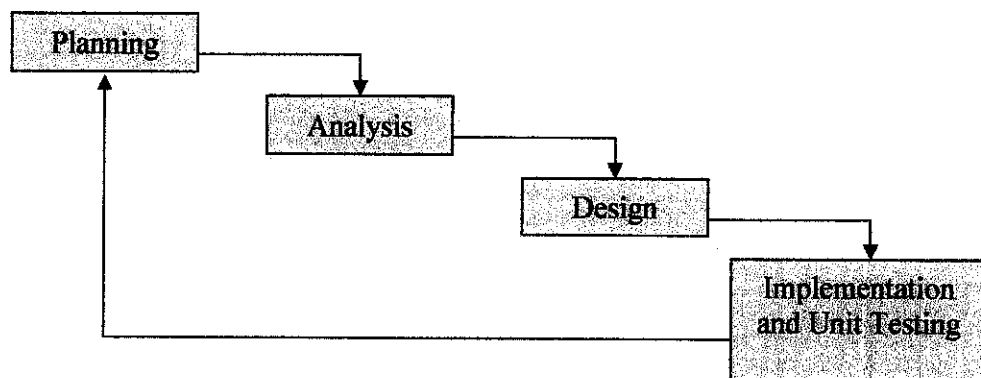 Planning
Analysis
Design
Implementation
and Unit Testing